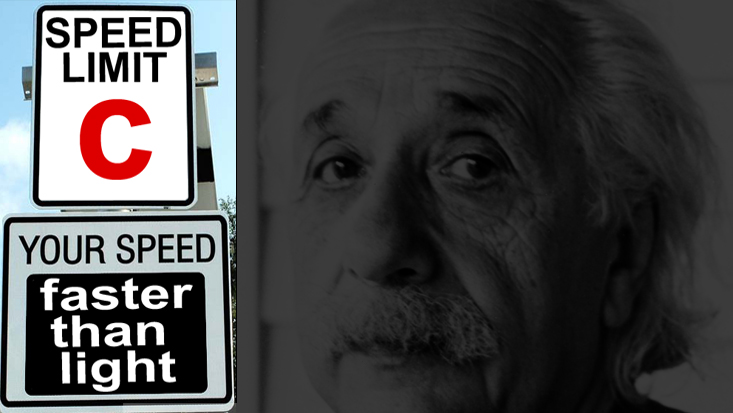 SPEED
LIMIT
C
YOUR SPEED
faster
than
light